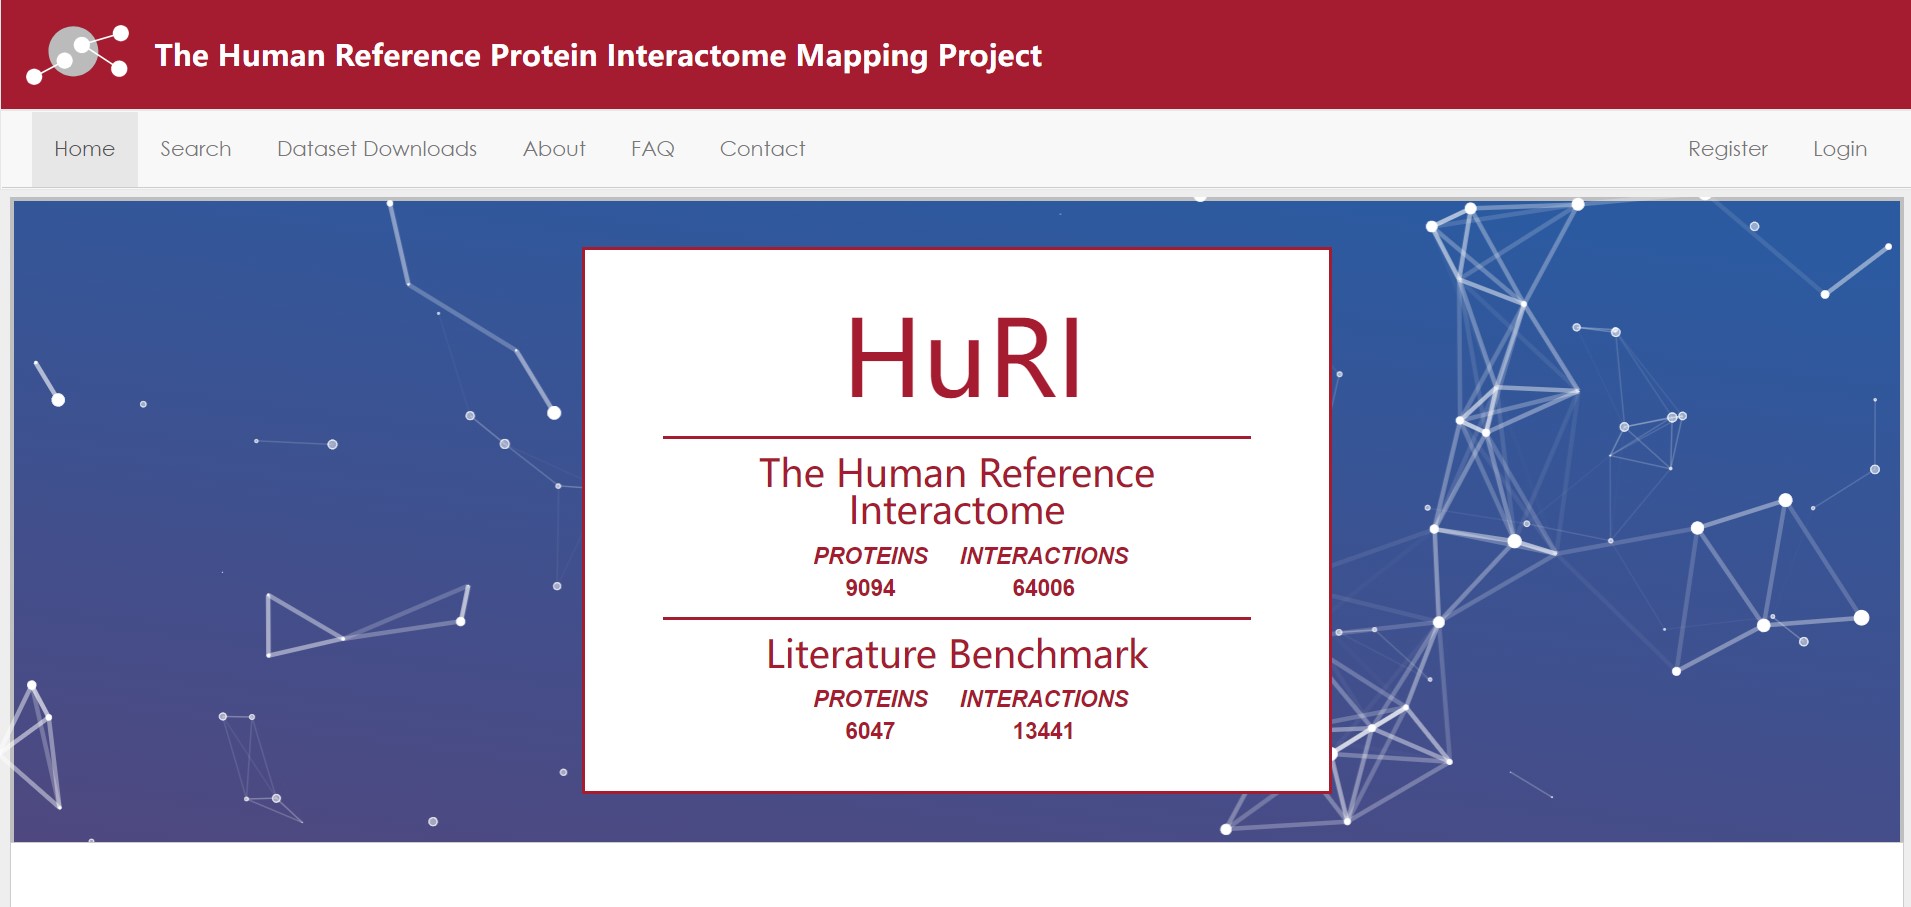 The Human Reference Protein Interactome Mapping Project
Home Search Dataset Downloads About FAQ Contact Register Login
HuRI
The Human Reference
Interactome
PROTEINS INTERACTIONS
9094 64006
Literature Benchmark
PROTEINS INTERACTIONS
6047 13441